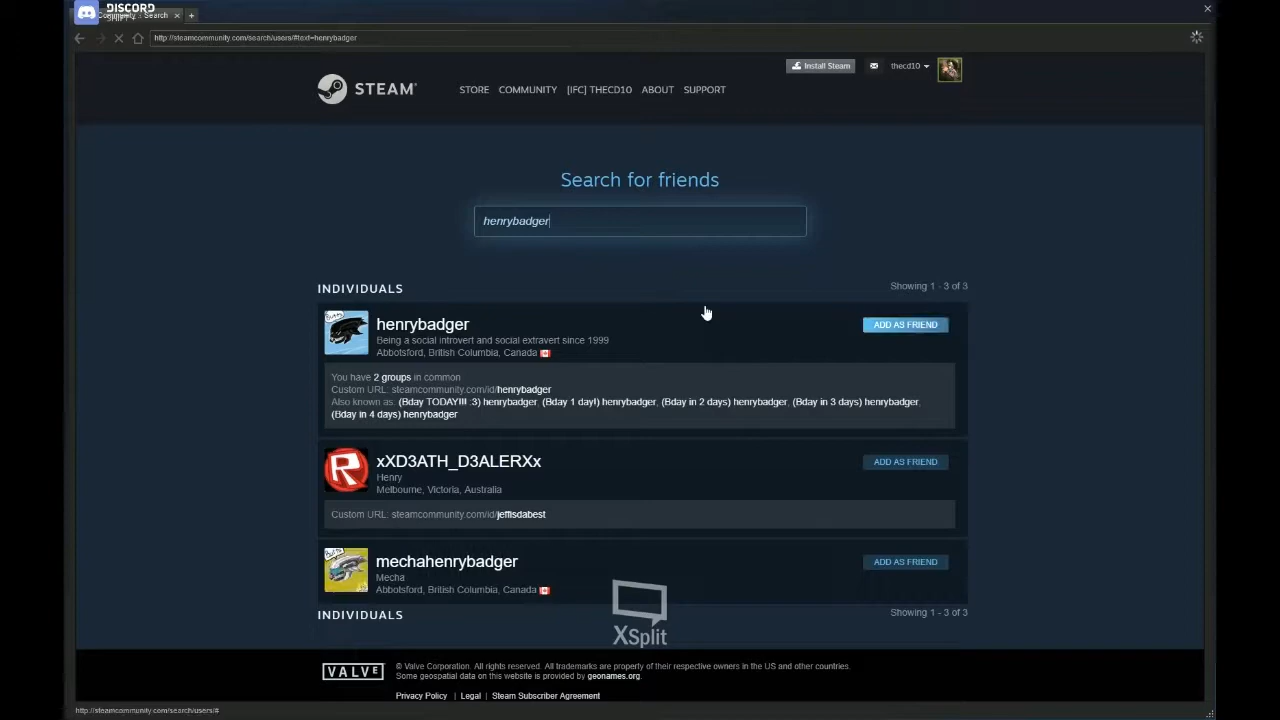 DISCORD
Community :: Search
http://steamcommunity.com/search/users/#text=henrybadger
Install Steam
thecd10
STEAM
STORE COMMUNITY [IFC] THECD10 ABOUT SUPPORT
Search for friends
henrybadger
INDIVIDUALS
Showing 1 - 3 of 3
henrybadger
Being a social introvert and social extravert since 1999
Abbotsford, British Columbia, Canada
ADD AS FRIEND
You have 2 groups in common
Custom URL: steamcommunity.com/id/henrybadger
Also known as: (Bday TODAY!!! :3) henrybadger, (Bday 1 day!) henrybadger, (Bday in 2 days) henrybadger, (Bday in 3 days) henrybadger,
(Bday in 4 days) henrybadger
xXD3ATH_D3ALERXx
Henry
Melbourne, Victoria, Australia
ADD AS FRIEND
Custom URL: steamcommunity.com/id/jeffisdabest
mechahenrybadger
Mecha
Abbotsford, British Columbia, Canada
ADD AS FRIEND
INDIVIDUALS
Showing 1 - 3 of 3
XSplit
VALVE
© Valve Corporation. All rights reserved. All trademarks are property of their respective owners in the US and other countries.
Some geospatial data on this website is provided by geonames.org.
Privacy Policy | Legal | Steam Subscriber Agreement
http://steamcommunity.com/search/users/#